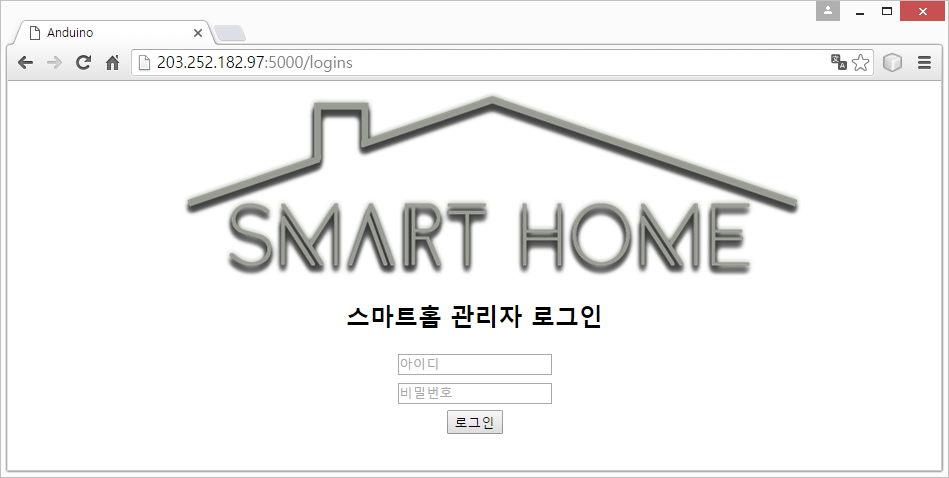 Anduino
203.252.182.97:5000/logins
SMART HOME
스마트홈 관리자 로그인
아이디
비밀번호
로그인